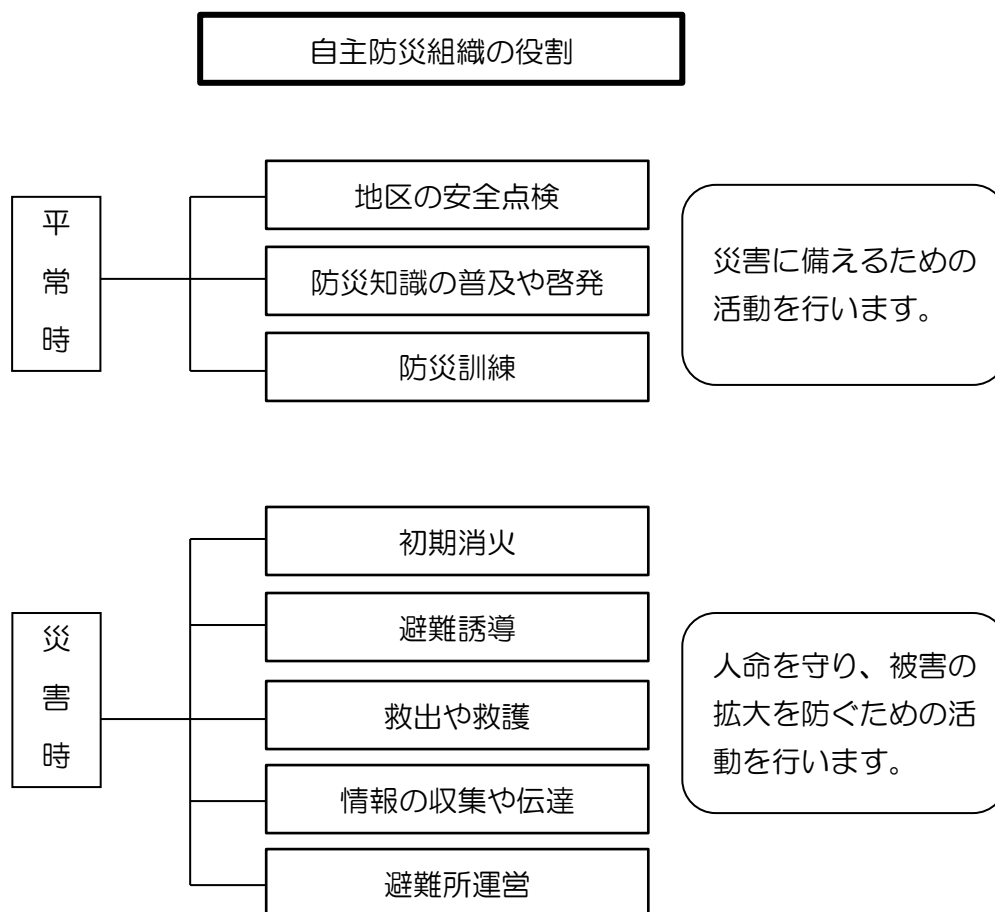 自主防災組織の役割
平常時
地区の安全点検
防災知識の普及や啓発
防災訓練
災害に備えるための
活動を行います。
災害時
初期消火
避難誘導
救出や救護
情報の収集や伝達
避難所運営
人命を守り、被害の
拡大を防ぐための活
動を行います。